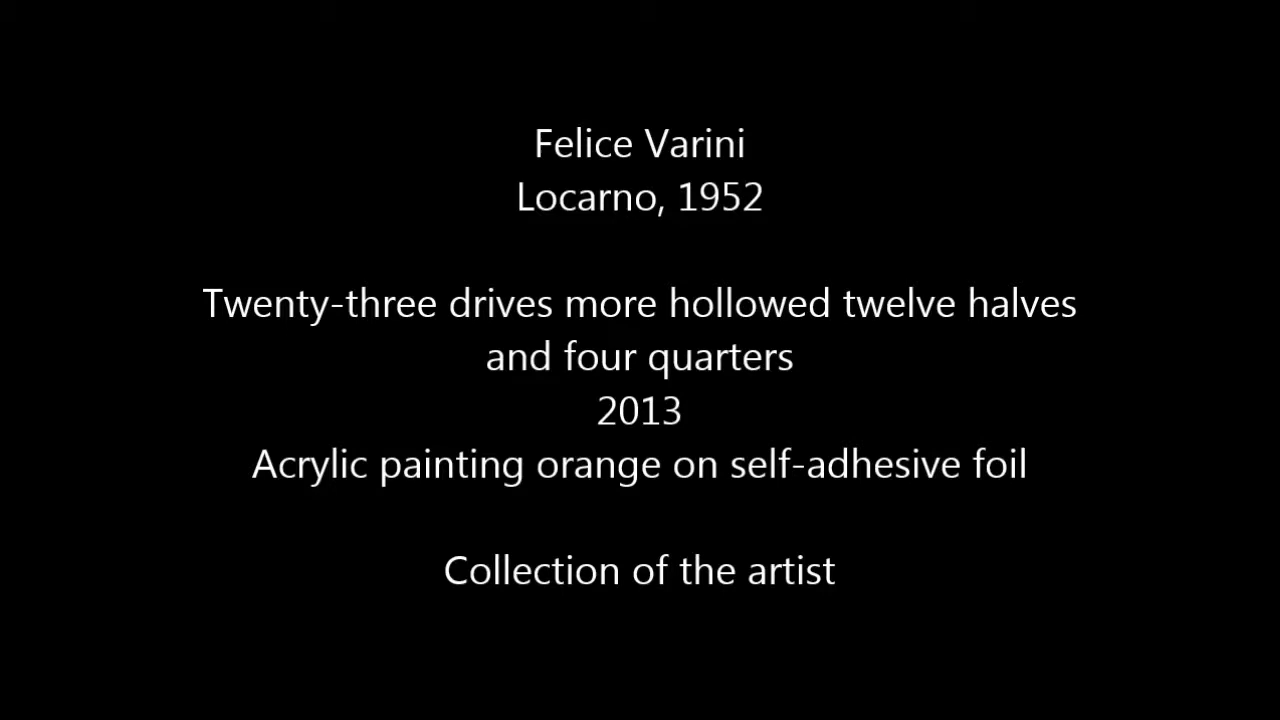 Felice Varini
Locarno, 1952
Twenty-three drives more hollowed twelve halves
and four quarters
2013
Acrylic painting orange on self-adhesive foil
Collection of the artist